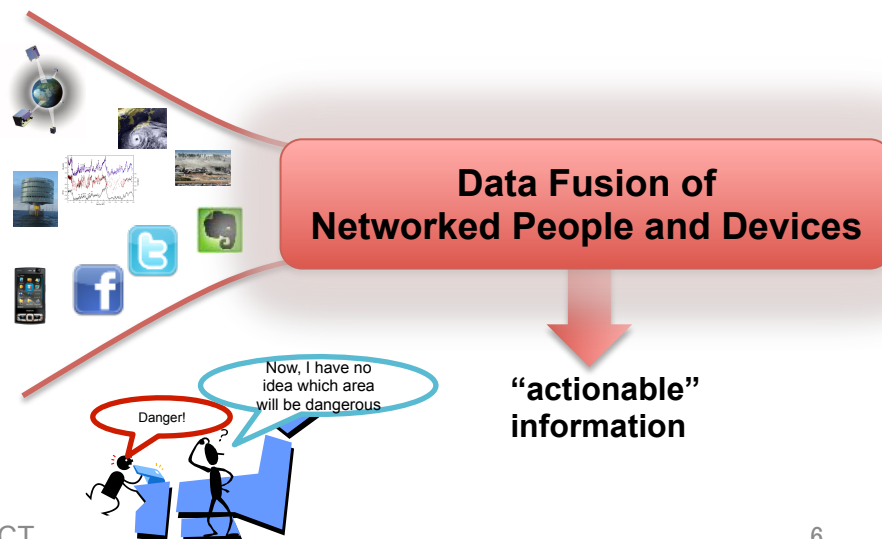 Data Fusion of
Networked People and Devices
“actionable”
information
Now, I have no
idea which area
will be dangerous
Danger!
?
CT
6